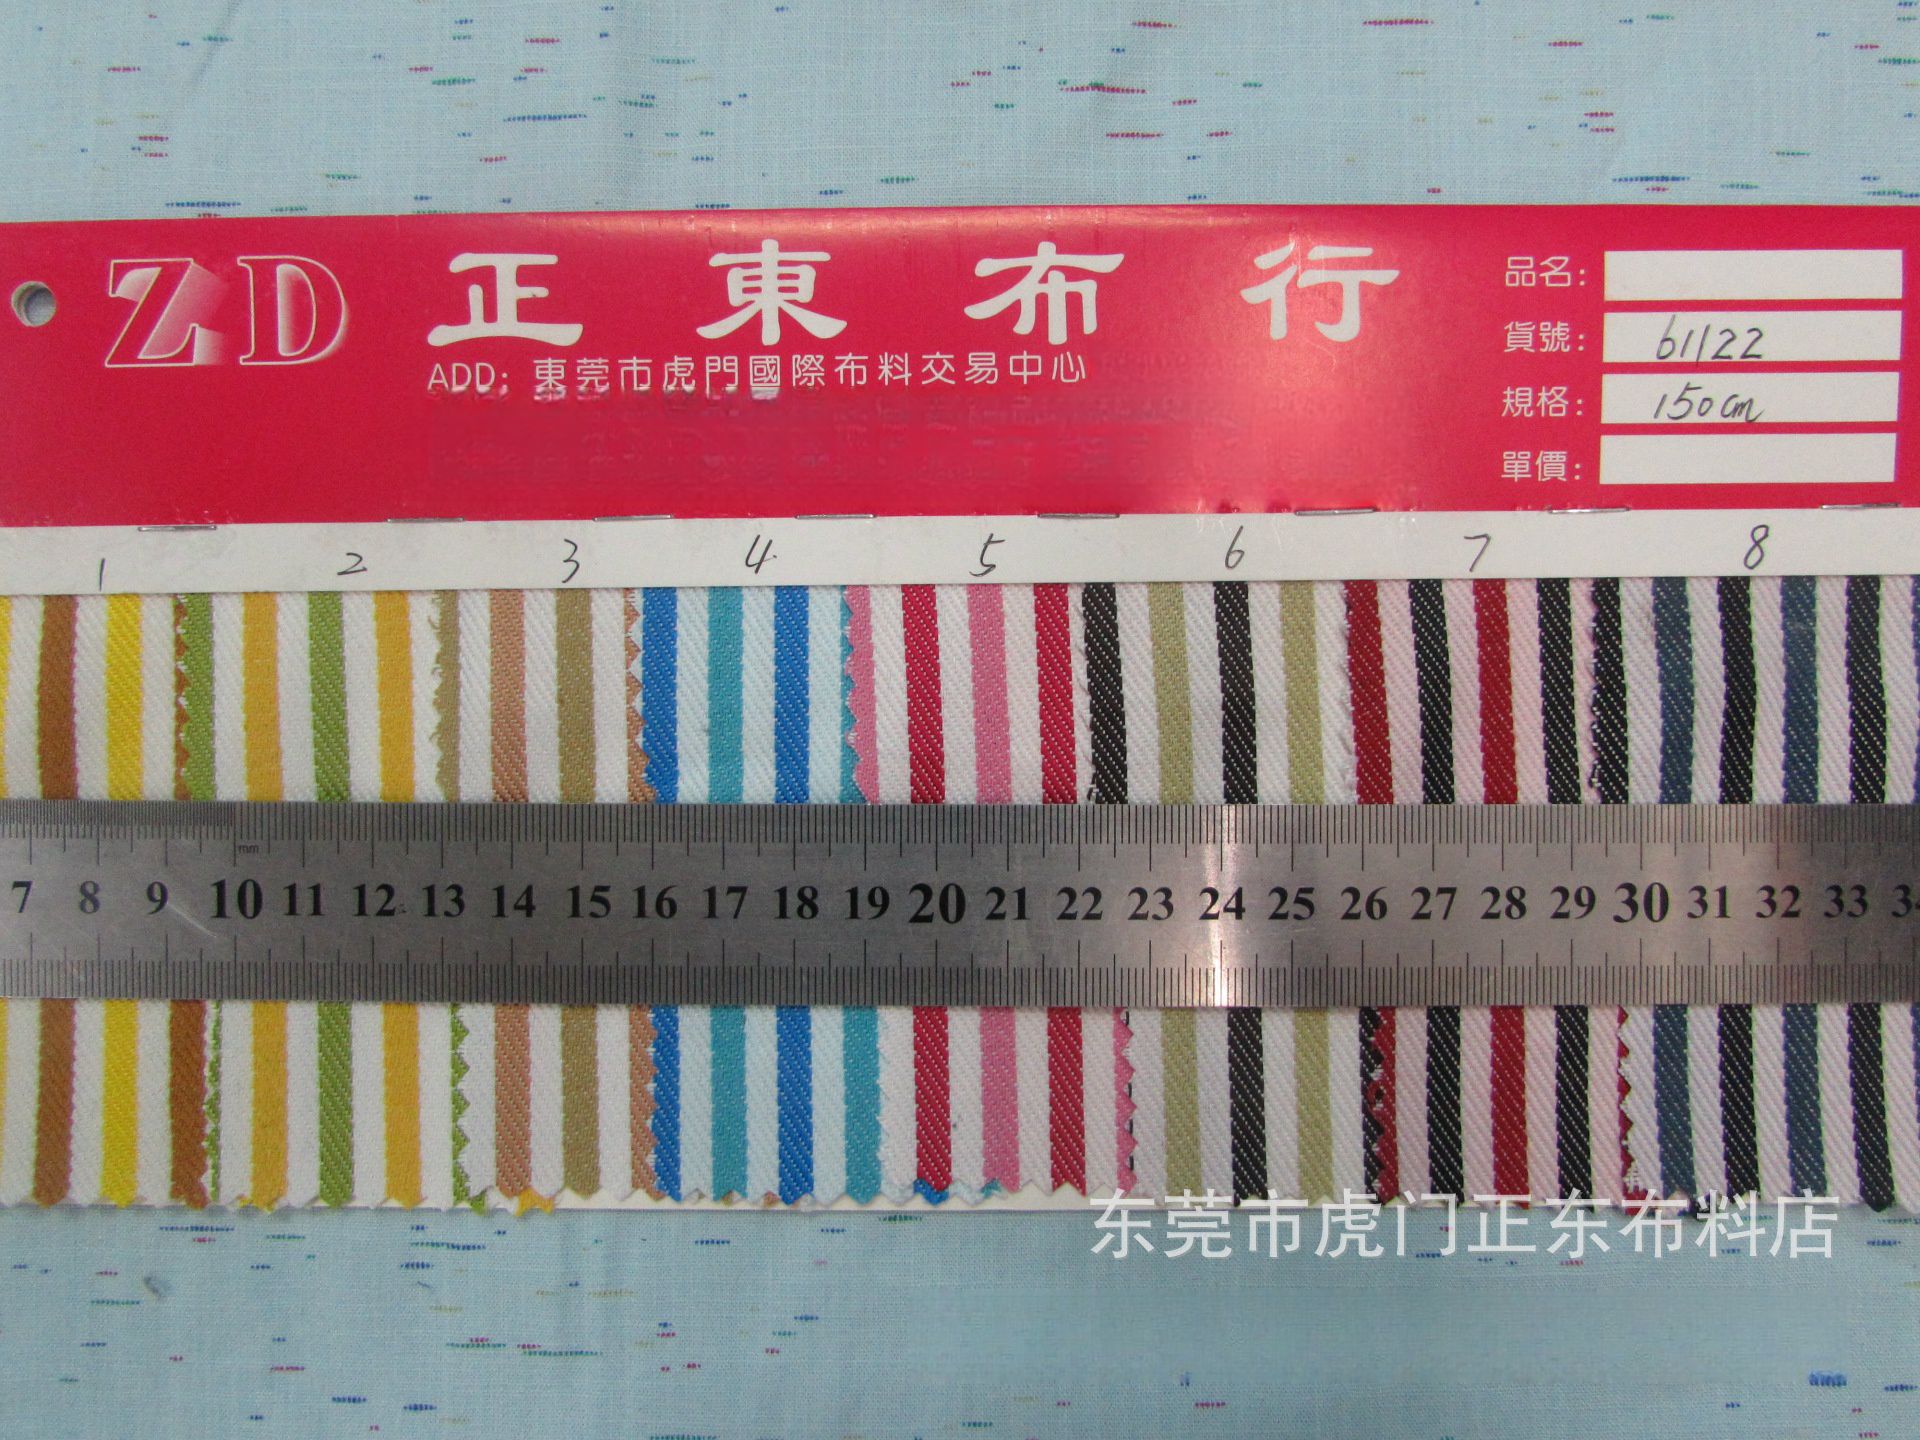 ZD 正東布行
ADD: 東莞市虎門國際布料交易中心
品名:
貨號: 61122
規格: 150cm
單價:
1 2 3 4 5 6 7 8
mm
7 8 9 10 11 12 13 14 15 16 17 18 19 20 21 22 23 24 25 26 27 28 29 30 31 32 33 34
东莞市虎门正东布料店